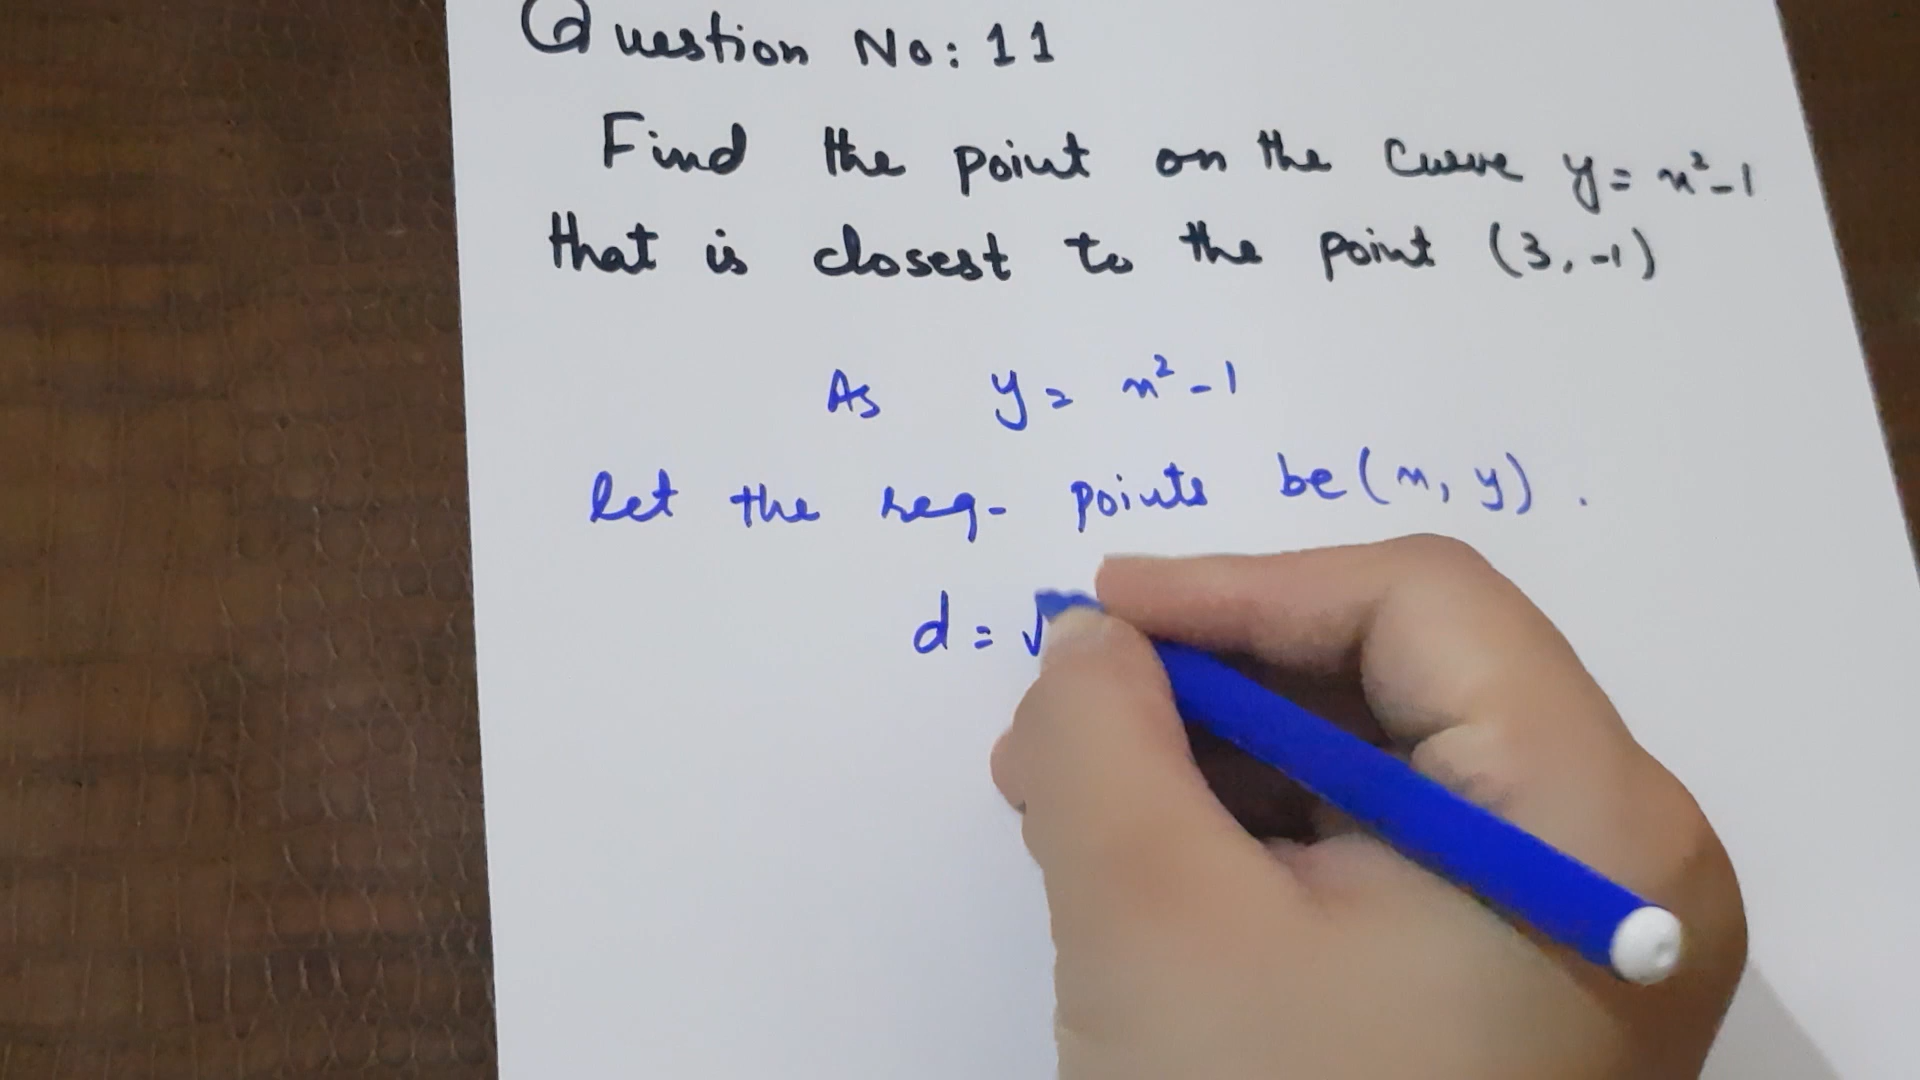 Question No: 11
Find the point on the curve y = x² - 1
that is closest to the point (3, -1)
As y = x² - 1
let the req. points be (x, y) .
d = √